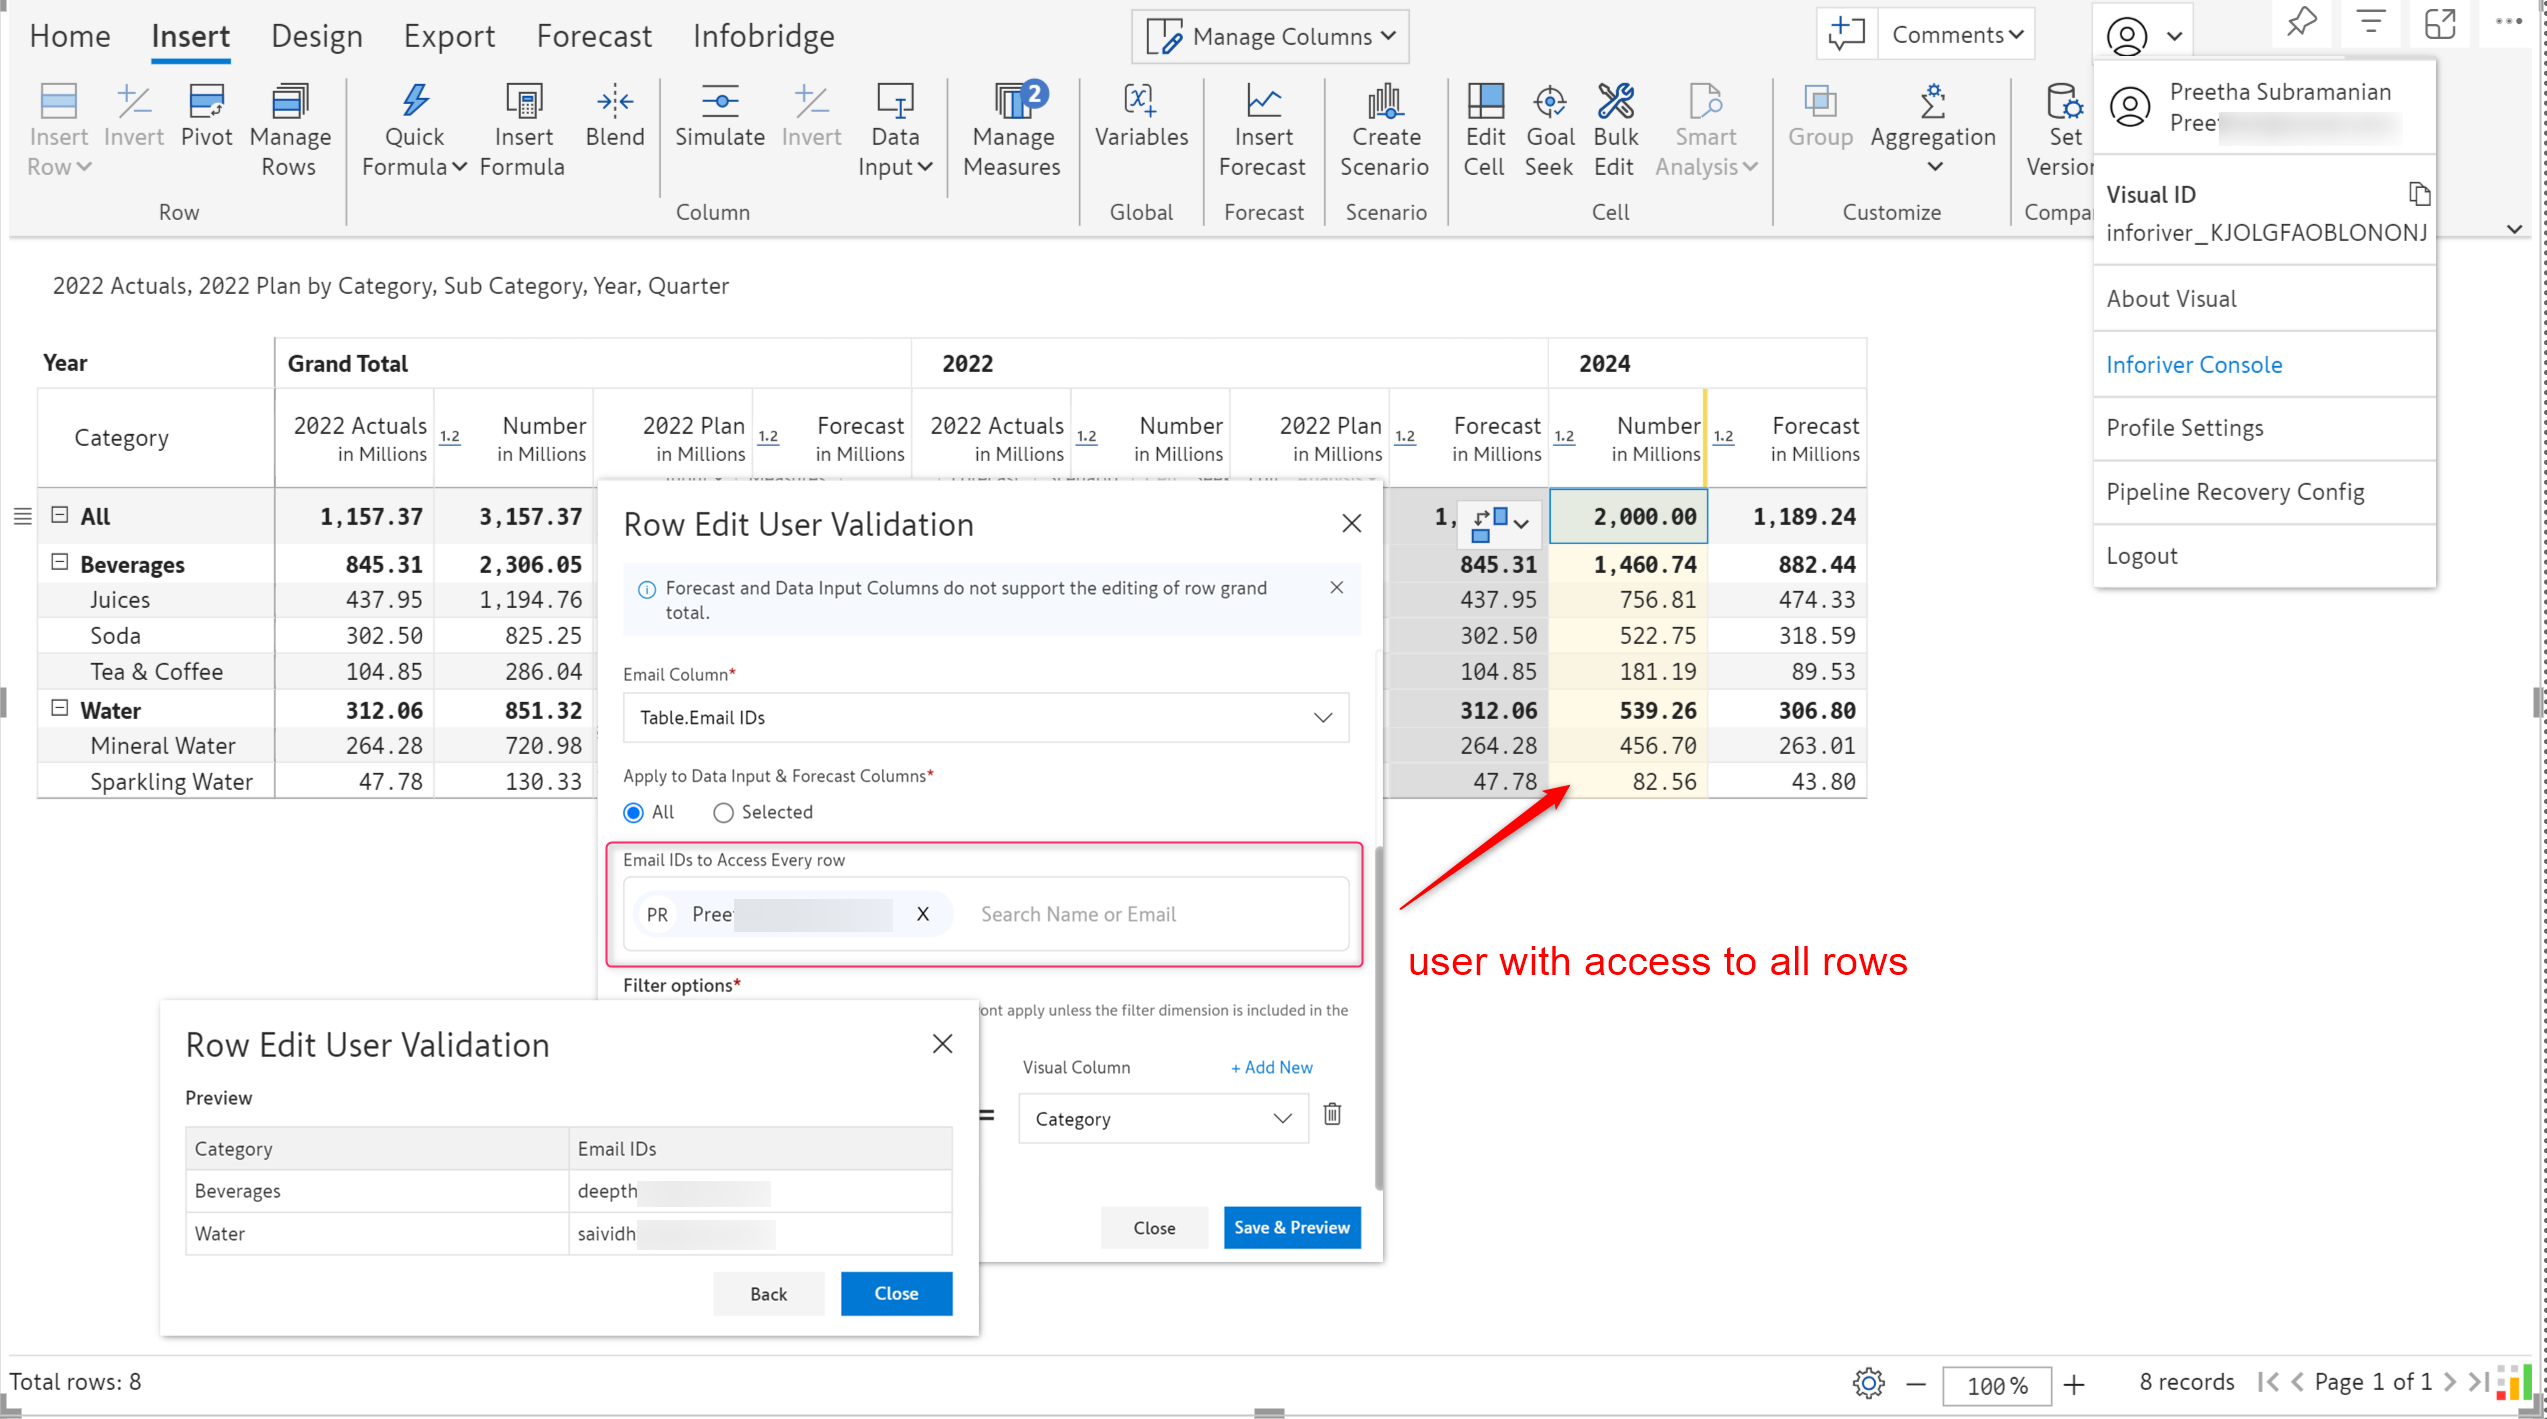 Home Insert Design Export Forecast Infobridge Manage Columns Comments
Insert Row Invert Pivot Manage Rows Quick Formula Insert Formula Blend Simulate Invert Data Input 2 Manage Measures Variables Insert Forecast Create Scenario Edit Cell Goal Seek Bulk Edit Smart Analysis Group Aggregation Set Version
Row Column Global Forecast Scenario Cell Customize Compa
Preetha Subramanian
Preet
Visual ID
inforiver_KJOLGFAOBLONONJ
About Visual
Inforiver Console
Profile Settings
Pipeline Recovery Config
Logout
2022 Actuals, 2022 Plan by Category, Sub Category, Year, Quarter
Year Grand Total 2022 2024
Category 2022 Actuals 1.2 Number 2022 Plan 1.2 Forecast 2022 Actuals 1.2 Number 2022 Plan 1.2 Forecast 1.2 Number 1.2 Forecast
in Millions in Millions in Millions in Millions in Millions in Millions in Millions in Millions in Millions in Millions
All 1,157.37 3,157.37 1, 2,000.00 1,189.24
Beverages 845.31 2,306.05 845.31 1,460.74 882.44
Juices 437.95 1,194.76 437.95 756.81 474.33
Soda 302.50 825.25 302.50 522.75 318.59
Tea & Coffee 104.85 286.04 104.85 181.19 89.53
Water 312.06 851.32 312.06 539.26 306.80
Mineral Water 264.28 720.98 264.28 456.70 263.01
Sparkling Water 47.78 130.33 47.78 82.56 43.80
Row Edit User Validation
Forecast and Data Input Columns do not support the editing of row grand
total.
Email Column*
Table.Email IDs
Apply to Data Input & Forecast Columns*
All Selected
Email IDs to Access Every row
PR Pree X Search Name or Email
user with access to all rows
Filter options*
ont apply unless the filter dimension is included in the
Visual Column + Add New
= Category
Close Save & Preview
Row Edit User Validation
Preview
Category Email IDs
Beverages deepth
Water saividh
Back Close
Total rows: 8 100% 8 records Page 1 of 1